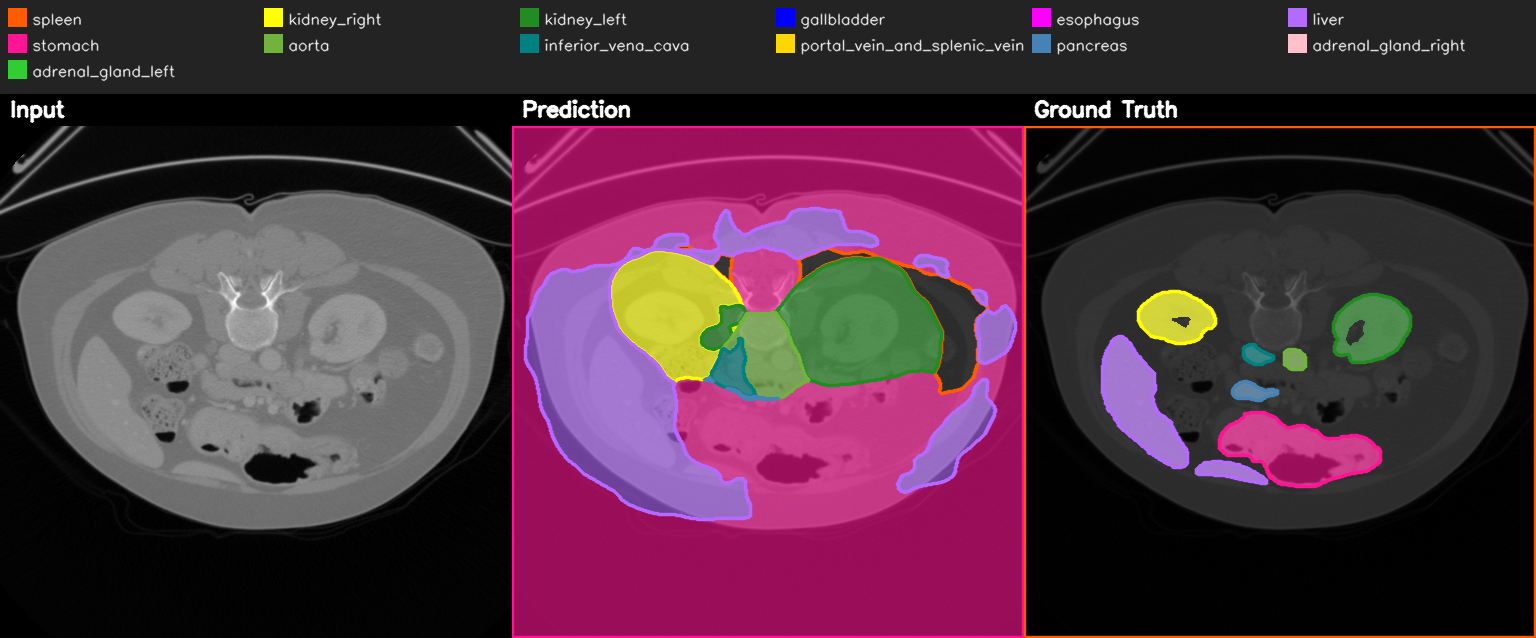 spleen kidney_right kidney_left gallbladder esophagus liver
stomach aorta inferior_vena_cava portal_vein_and_splenic_vein pancreas adrenal_gland_right
adrenal_gland_left
Input Prediction Ground Truth